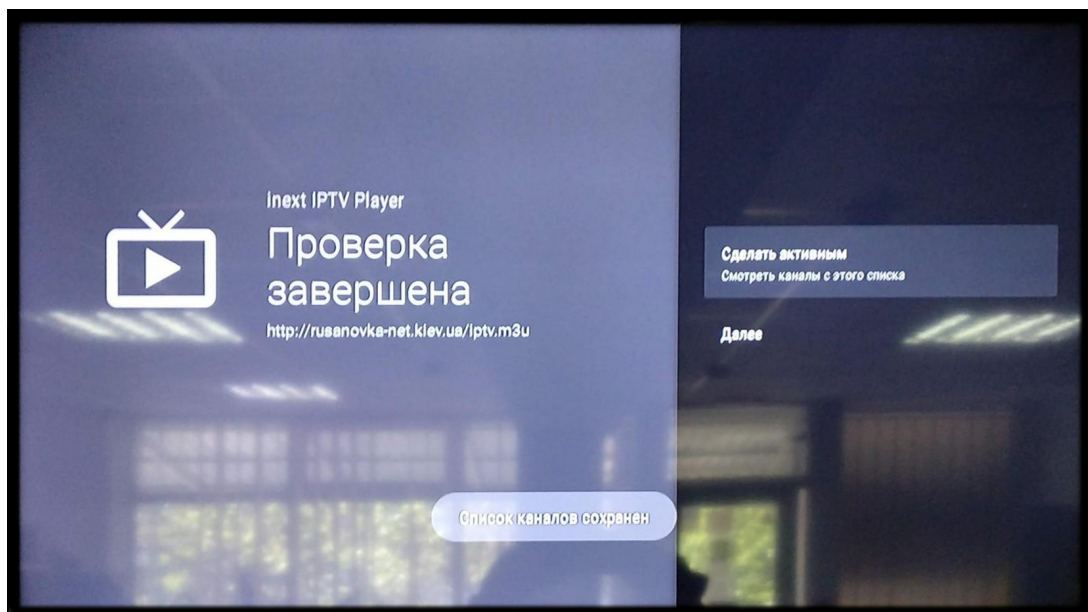 inext IPTV Player
Проверка
завершена
http://rusanovka-net.kiev.ua/iptv.m3u
Сделать активным
Смотреть каналы с этого списка
Далее
Список каналов сохранен